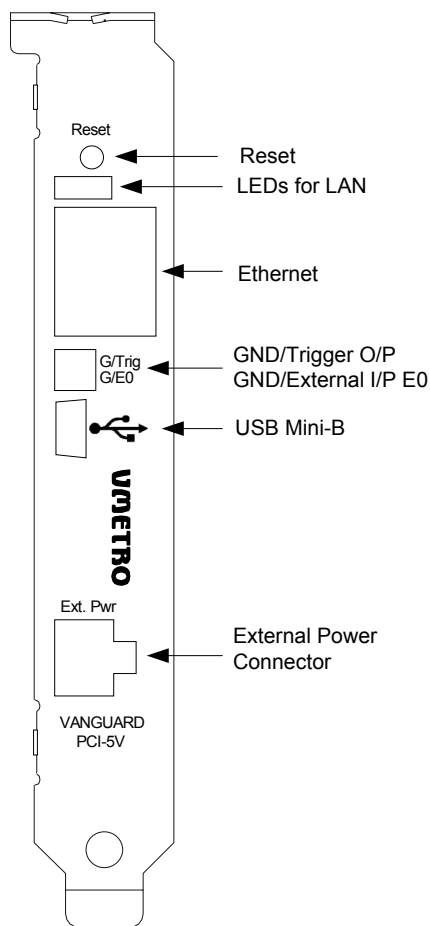 Reset
Reset
LEDs for LAN
Ethernet
G/Trig
G/E0
GND/Trigger O/P
GND/External I/P E0
USB Mini-B
VMETRO
Ext. Pwr
External Power
Connector
VANGUARD
PCI-5V